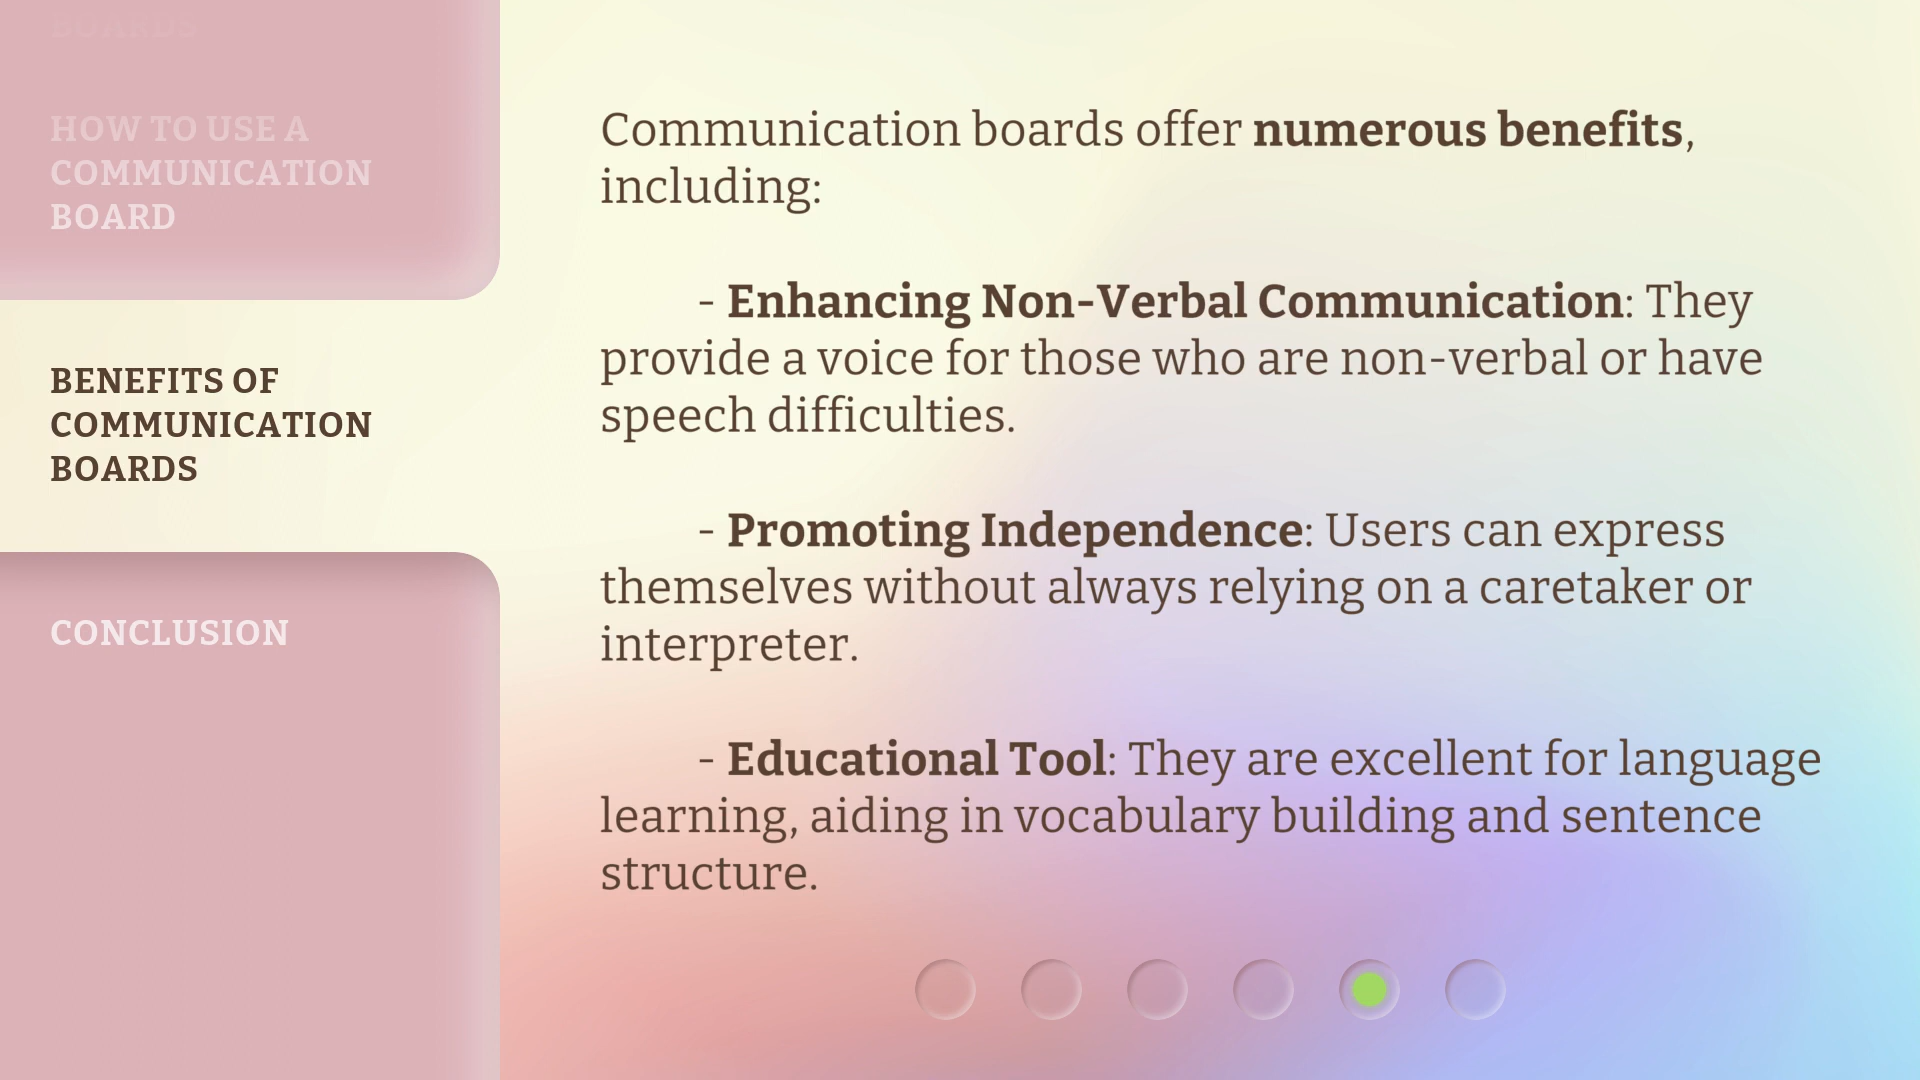 BOARDS
HOW TO USE A
COMMUNICATION
BOARD
BENEFITS OF
COMMUNICATION
BOARDS
CONCLUSION
Communication boards offer numerous benefits,
including:
- Enhancing Non-Verbal Communication: They
provide a voice for those who are non-verbal or have
speech difficulties.
- Promoting Independence: Users can express
themselves without always relying on a caretaker or
interpreter.
- Educational Tool: They are excellent for language
learning, aiding in vocabulary building and sentence
structure.